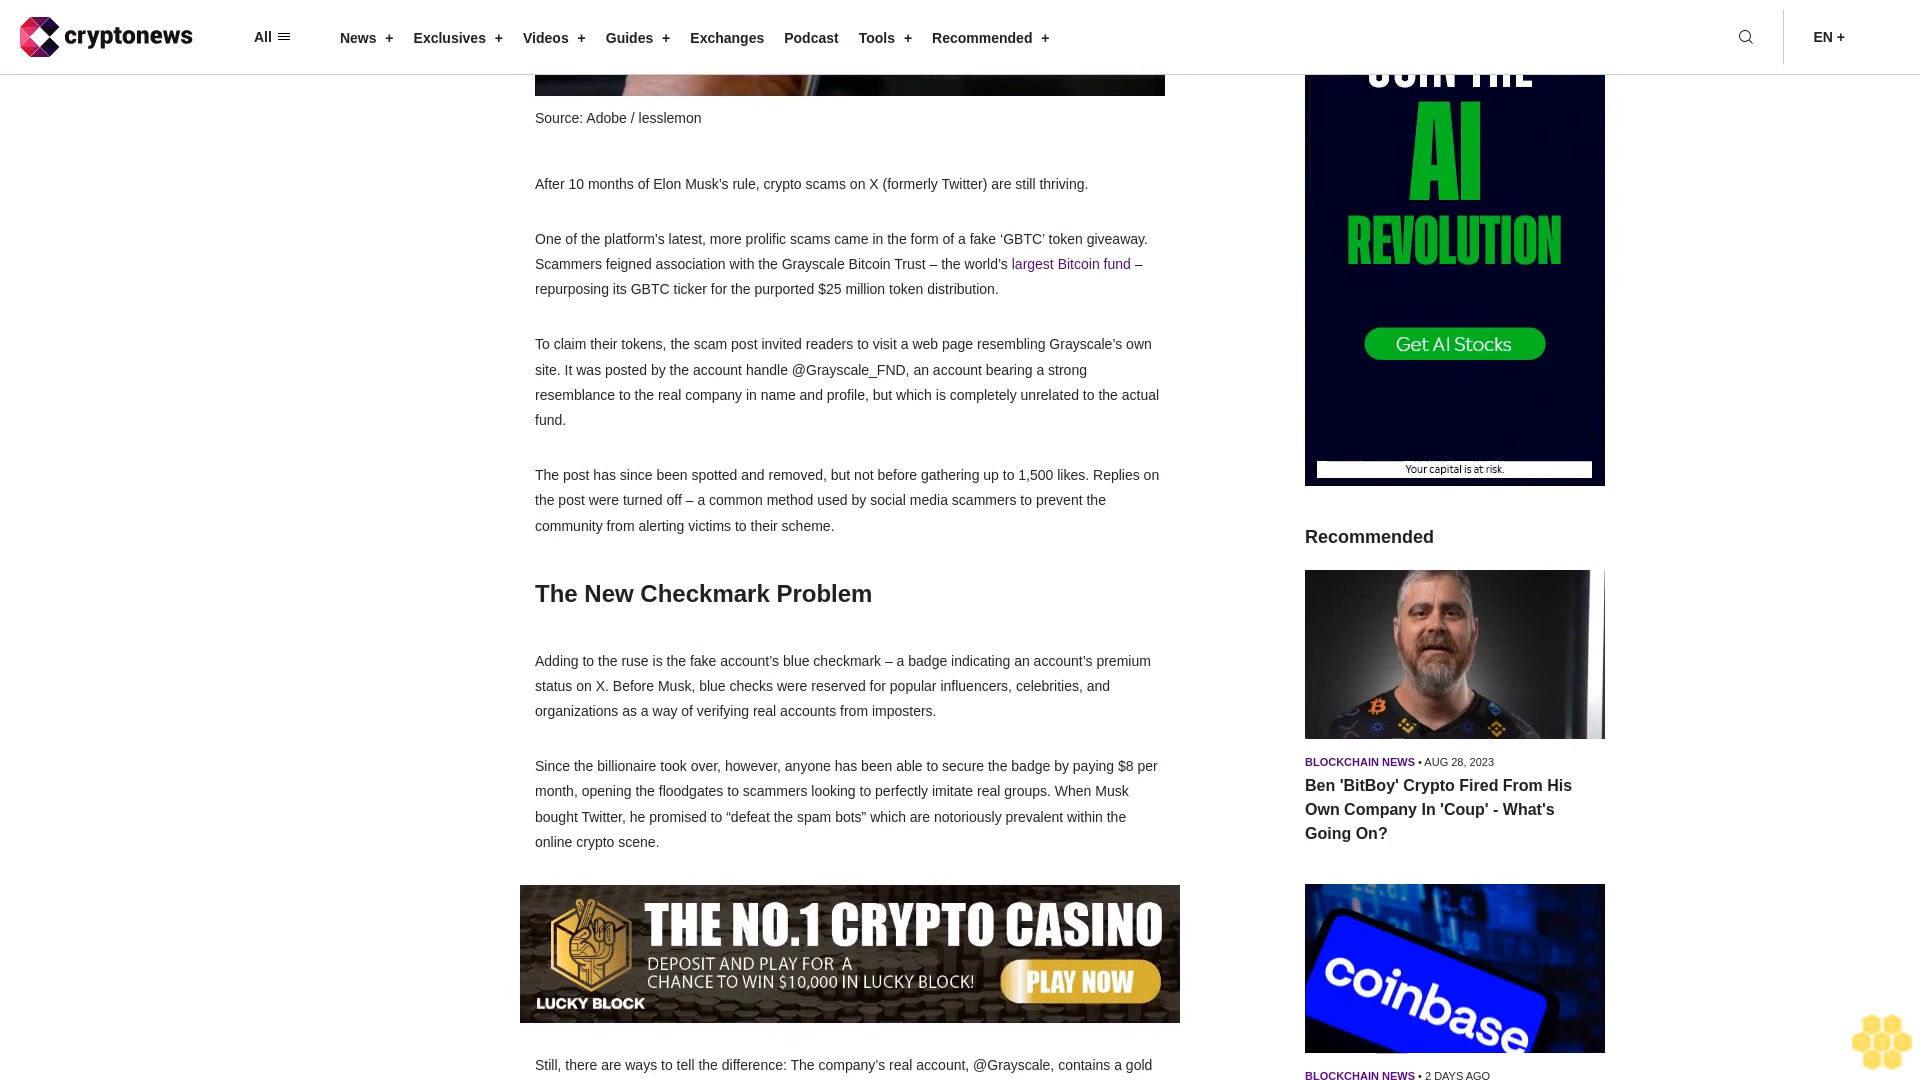 cryptonews
All
News +
Exclusives +
Videos +
Guides +
Exchanges
Podcast
Tools +
Recommended +
EN +
Source: Adobe / lesslemon
After 10 months of Elon Musk’s rule, crypto scams on X (formerly Twitter) are still thriving.
One of the platform’s latest, more prolific scams came in the form of a fake ‘GBTC’ token giveaway.
Scammers feigned association with the Grayscale Bitcoin Trust – the world’s largest Bitcoin fund –
repurposing its GBTC ticker for the purported $25 million token distribution.
To claim their tokens, the scam post invited readers to visit a web page resembling Grayscale’s own
site. It was posted by the account handle @Grayscale_FND, an account bearing a strong
resemblance to the real company in name and profile, but which is completely unrelated to the actual
fund.
The post has since been spotted and removed, but not before gathering up to 1,500 likes. Replies on
the post were turned off – a common method used by social media scammers to prevent the
community from alerting victims to their scheme.
The New Checkmark Problem
Adding to the ruse is the fake account’s blue checkmark – a badge indicating an account’s premium
status on X. Before Musk, blue checks were reserved for popular influencers, celebrities, and
organizations as a way of verifying real accounts from imposters.
Since the billionaire took over, however, anyone has been able to secure the badge by paying $8 per
month, opening the floodgates to scammers looking to perfectly imitate real groups. When Musk
bought Twitter, he promised to “defeat the spam bots” which are notoriously prevalent within the
online crypto scene.
THE NO.1 CRYPTO CASINO
DEPOSIT AND PLAY FOR A
CHANCE TO WIN $10,000 IN LUCKY BLOCK!
PLAY NOW
LUCKY BLOCK
Still, there are ways to tell the difference: The company’s real account, @Grayscale, contains a gold
JOIN THE
AI
REVOLUTION
Get AI Stocks
Your capital is at risk.
Recommended
BLOCKCHAIN NEWS • AUG 28, 2023
Ben 'BitBoy' Crypto Fired From His
Own Company In 'Coup' - What's
Going On?
coinbase
BLOCKCHAIN NEWS • 2 DAYS AGO